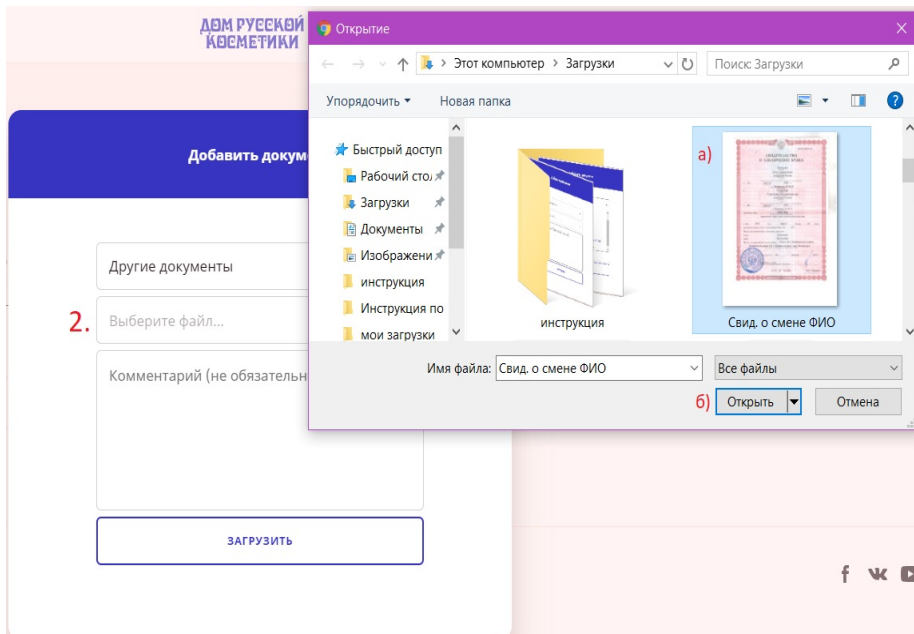 ДОМ РУССКОЙ
КОСМЕТИКИ
Добавить докум
Другие документы
2.
Выберите файл...
Комментарий (не обязательн
ЗАГРУЗИТЬ
Открытие
Этот компьютер > Загрузки
Поиск: Загрузки
Упорядочить
Новая папка
Быстрый доступ
Рабочий сто
Загрузки
Документы
Изображени
инструкция
Инструкция по
мои загрузки
инструкция
а)
СВИДЕТЕЛЬСТВО
Свид. о смене ФИО
Имя файла:
Свид. о смене ФИО
Все файлы
б)
Открыть
Отмена